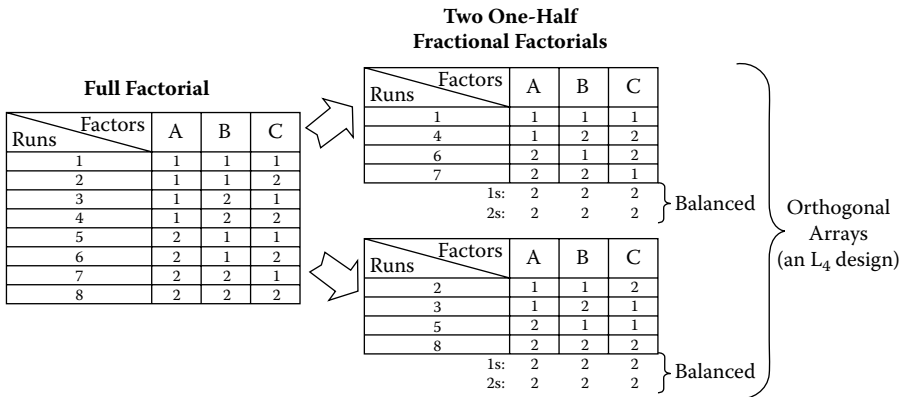 Two One-Half
Fractional Factorials
Full Factorial
Factors
Runs
A B C
1 1 1 1
2 1 1 2
3 1 2 1
4 1 2 2
5 2 1 1
6 2 1 2
7 2 2 1
8 2 2 2
Factors
Runs
A B C
1 1 1 1
4 1 2 2
6 2 1 2
7 2 2 1
1s: 2 2 2
2s: 2 2 2
Balanced
Factors
Runs
A B C
2 1 1 2
3 1 2 1
5 2 1 1
8 2 2 2
1s: 2 2 2
2s: 2 2 2
Balanced
Orthogonal
Arrays
(an L₄ design)